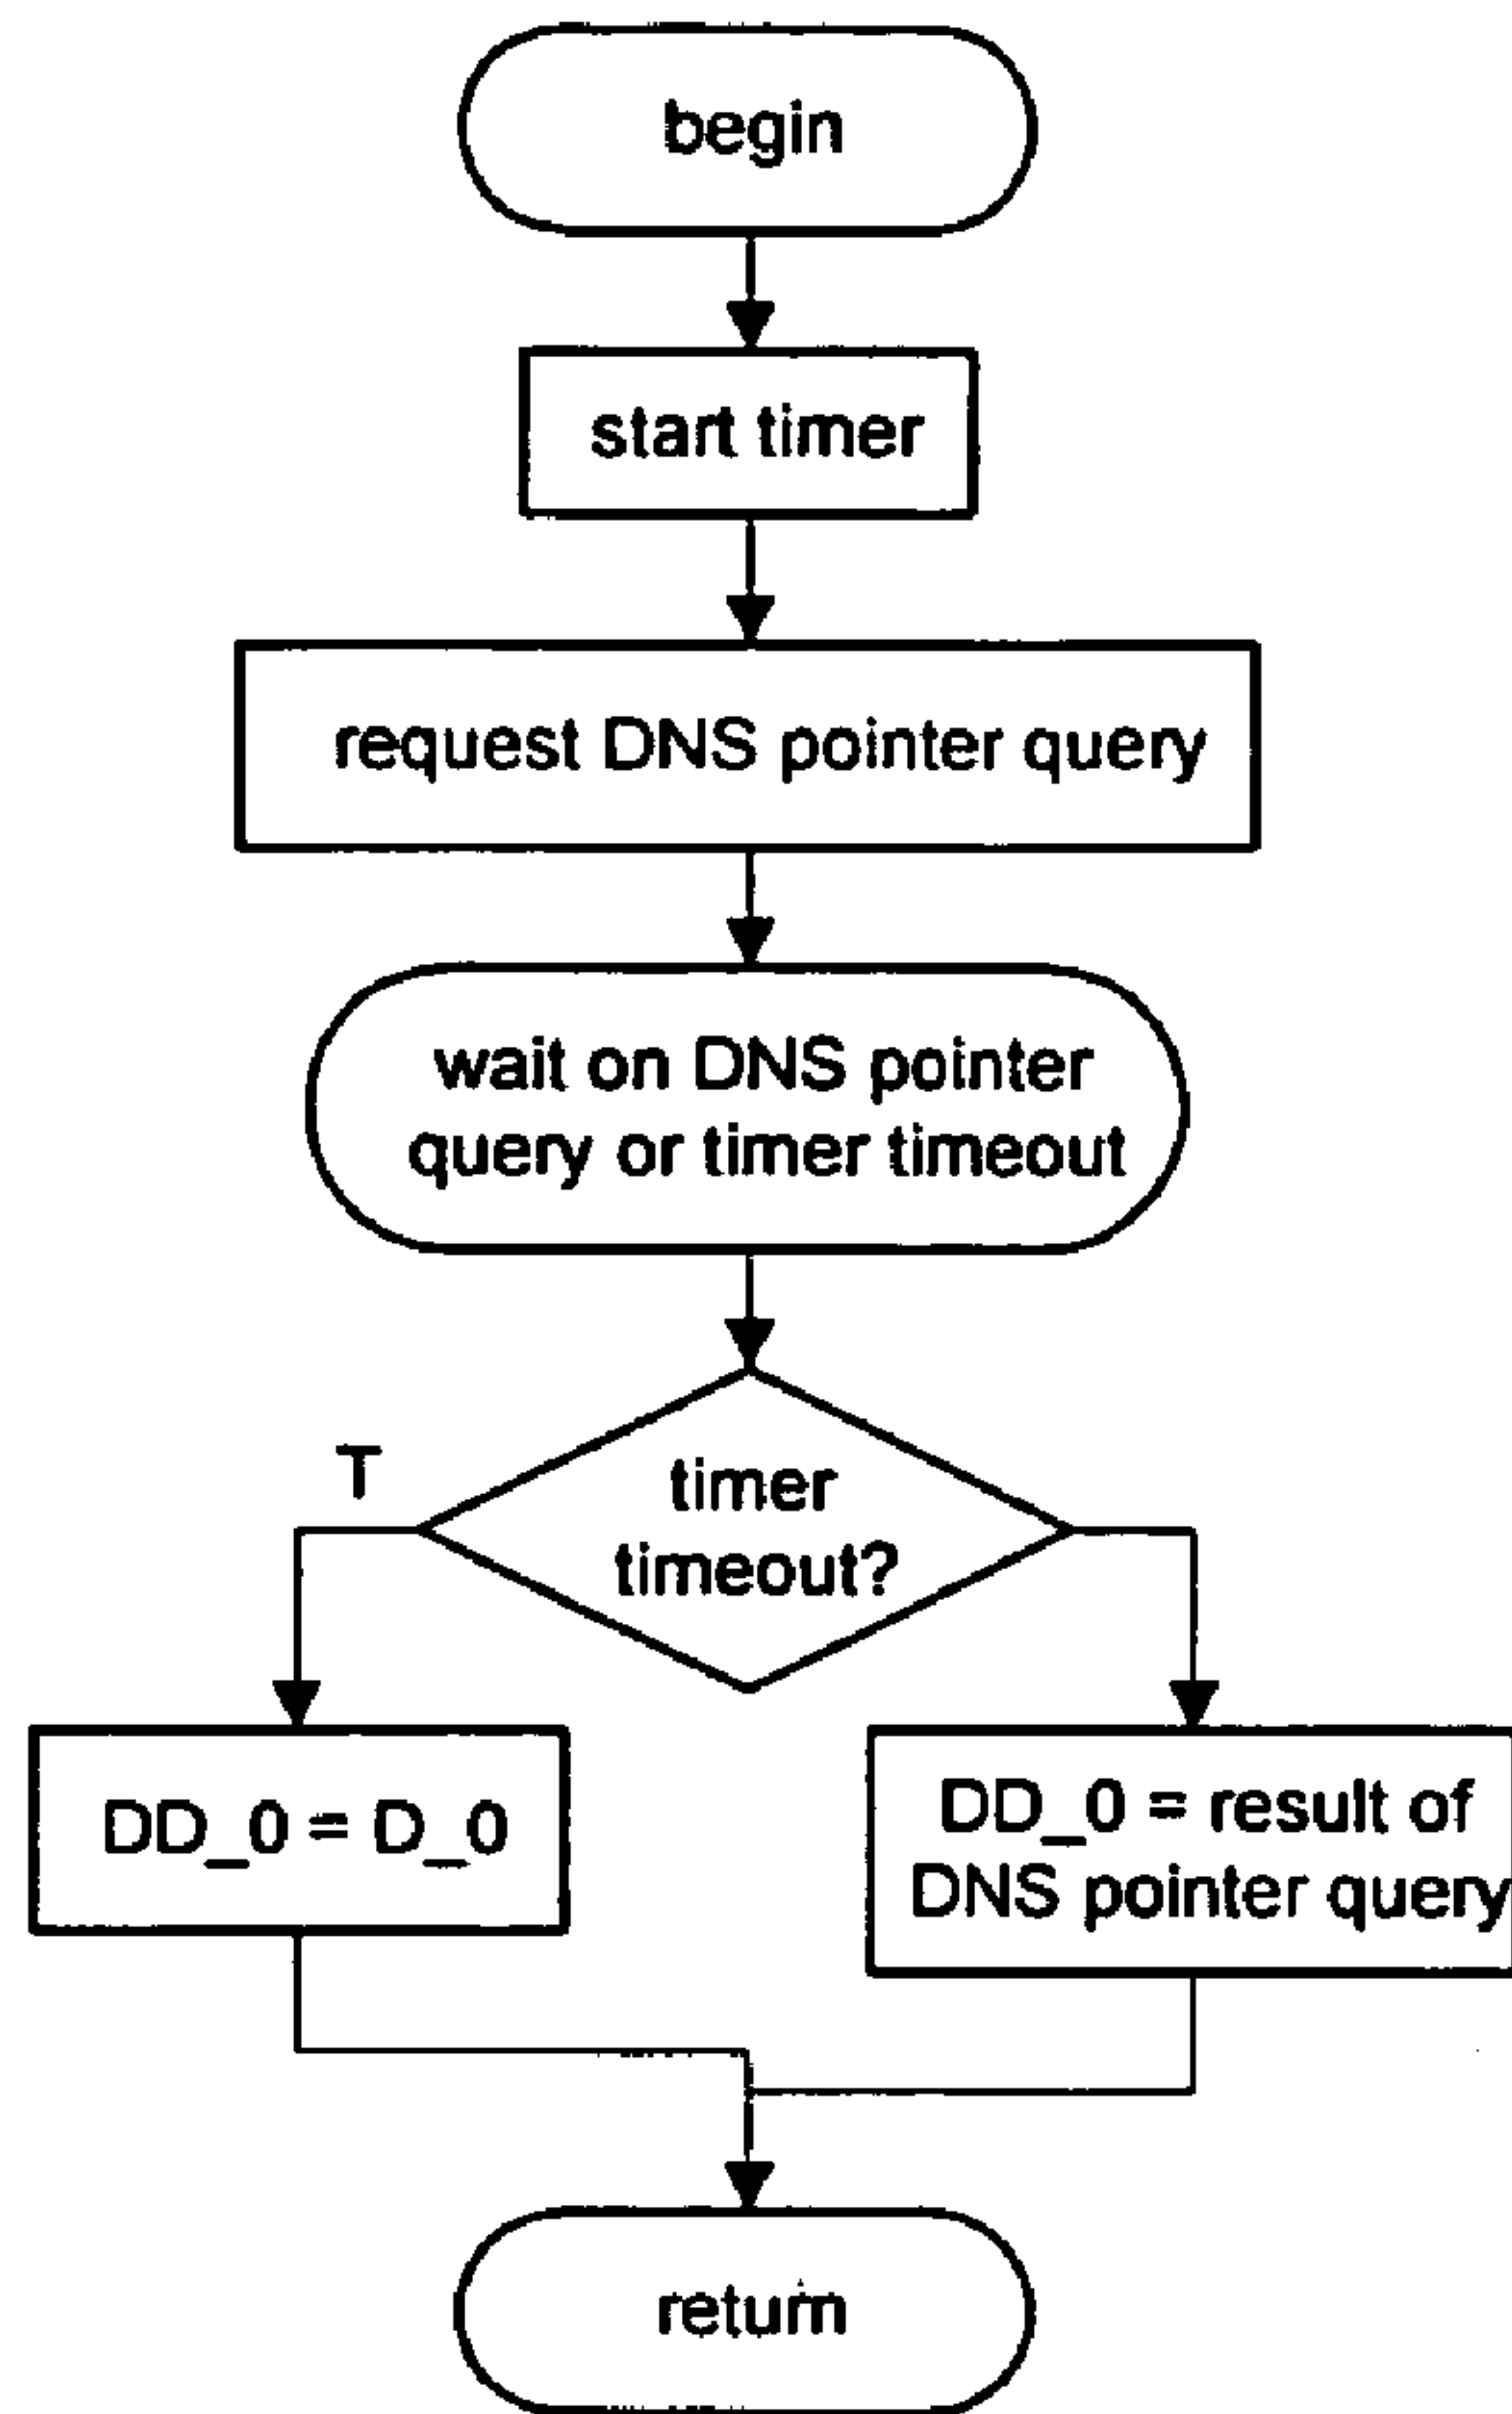 begin
start timer
request DNS pointer query
wait on DNS pointer
query or timer timeout
T
timer
timeout?
DD_0 = D_0
DD_0 = result of
DNS pointer query
return